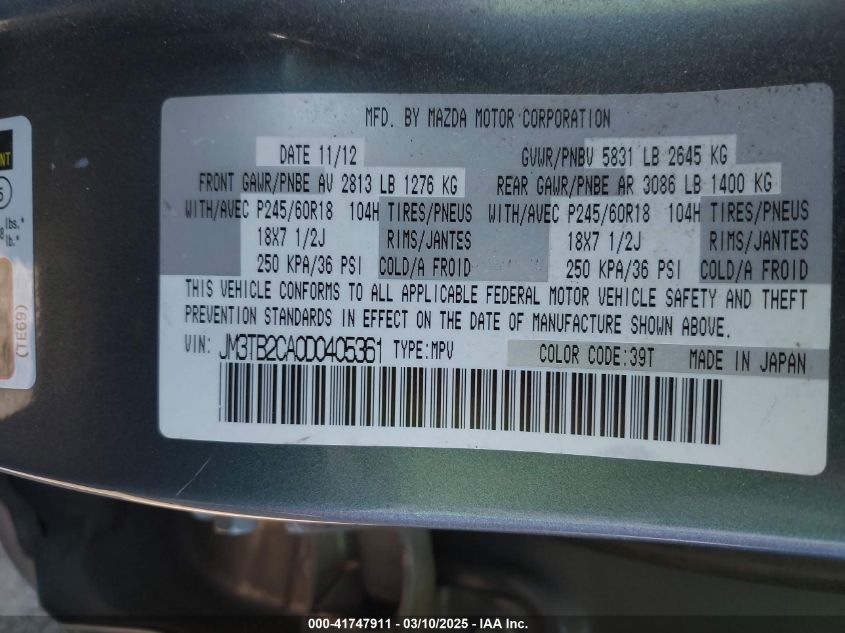 MFD. BY MAZDA MOTOR CORPORATION
DATE 11/12 GVWR/PNBV 5831 LB 2645 KG
FRONT GAWR/PNBE AV 2813 LB 1276 KG REAR GAWR/PNBE AR 3086 LB 1400 KG
WITH/AVEC P245/60R18 104H TIRES/PNEUS WITH/AVEC P245/60R18 104H TIRES/PNEUS
18X7 1/2J RIMS/JANTES 18X7 1/2J RIMS/JANTES
250 KPA/36 PSI COLD/A FROID 250 KPA/36 PSI COLD/A FROID
THIS VEHICLE CONFORMS TO ALL APPLICABLE FEDERAL MOTOR VEHICLE SAFETY AND THEFT
PREVENTION STANDARDS IN EFFECT ON THE DATE OF MANUFACTURE SHOWN ABOVE.
VIN: JM3TB2CA0D0405361 TYPE:MPV COLOR CODE:39T MADE IN JAPAN
NT
lbs.*
lb.*
(TE69)
000-41747911 - 03/10/2025 - IAA Inc.